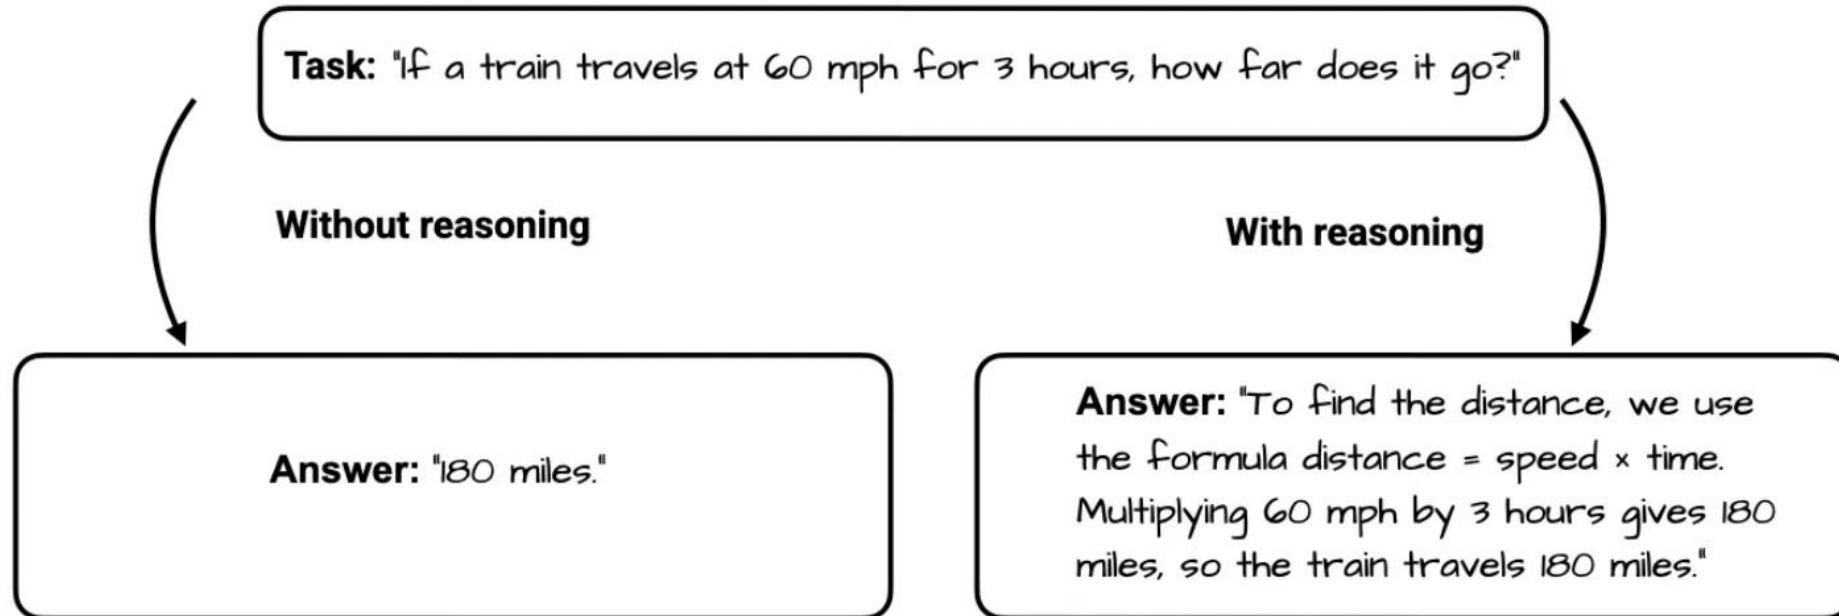 Task: "If a train travels at 60 mph for 3 hours, how far does it go?"
Without reasoning
With reasoning
Answer: "180 miles."
Answer: "To find the distance, we use
the formula distance = speed × time.
Multiplying 60 mph by 3 hours gives 180
miles, so the train travels 180 miles."